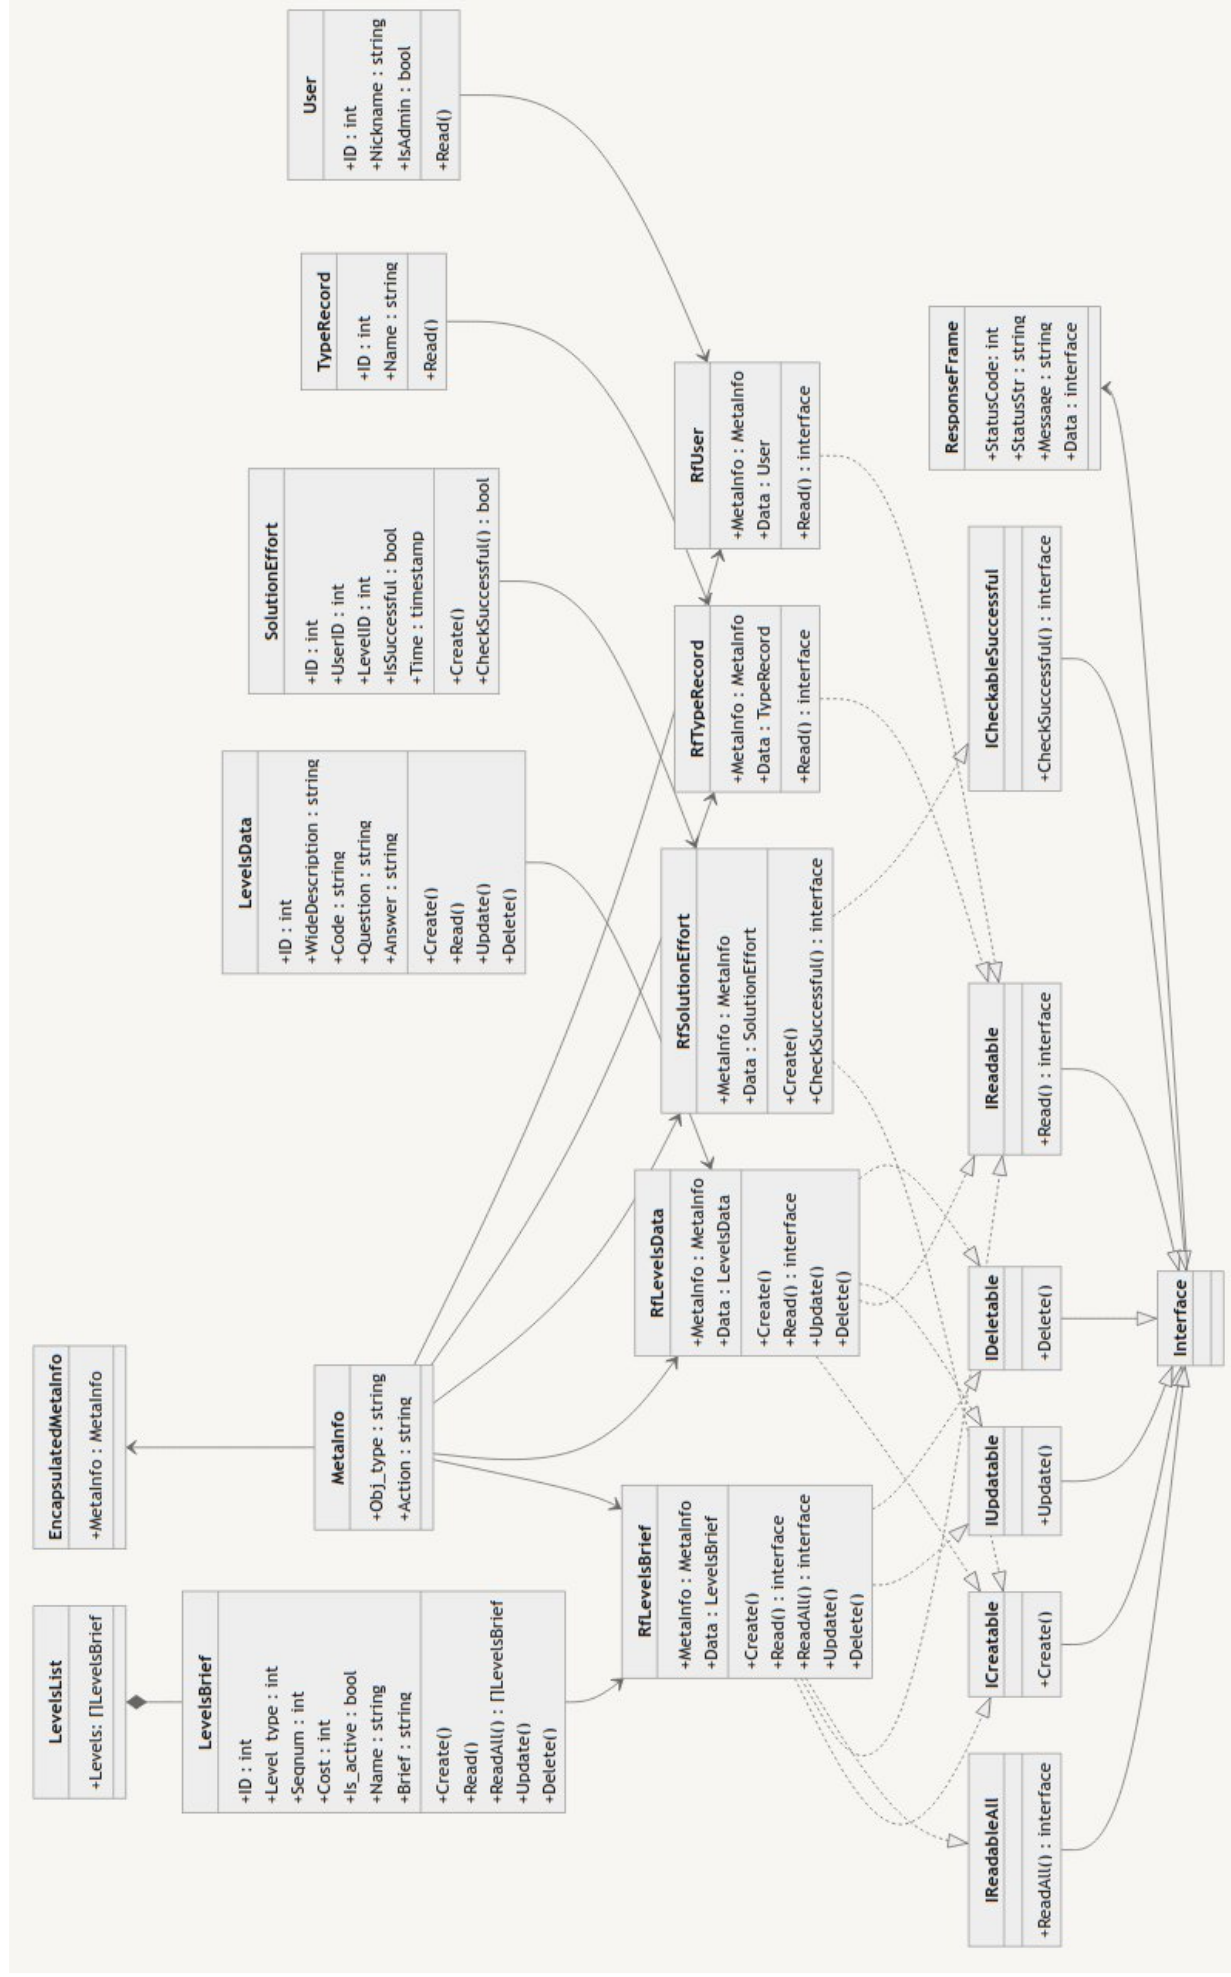 LevelsList
+Levels: []LevelsBrief
EncapsulatedMetaInfo
+MetaInfo : MetaInfo
LevelsBrief
+ID : int
+Level_type : int
+Seqnum : int
+Cost : int
+Is_active : bool
+Name : string
+Brief : string
+Create()
+Read()
+ReadAll() : []LevelsBrief
+Update()
+Delete()
MetaInfo
+Obj_type : string
+Action : string
LevelsData
+ID : int
+WideDescription : string
+Code : string
+Question : string
+Answer : string
+Create()
+Read()
+Update()
+Delete()
SolutionEffort
+ID : int
+UserID : int
+LevelID : int
+IsSuccessful : bool
+Time : timestamp
+Create()
+CheckSuccessful() : bool
TypeRecord
+ID : int
+Name : string
+Read()
User
+ID : int
+Nickname : string
+IsAdmin : bool
+Read()
RfLevelsBrief
+MetaInfo : MetaInfo
+Data : LevelsBrief
+Create()
+Read() : interface
+ReadAll() : interface
+Update()
+Delete()
RfLevelsData
+MetaInfo : MetaInfo
+Data : LevelsData
+Create()
+Read() : interface
+Update()
+Delete()
RfSolutionEffort
+MetaInfo : MetaInfo
+Data : SolutionEffort
+Create()
+CheckSuccessful() : interface
RfTypeRecord
+MetaInfo : MetaInfo
+Data : TypeRecord
+Read() : interface
RfUser
+MetaInfo : MetaInfo
+Data : User
+Read() : interface
IReadableAll
+ReadAll() : interface
ICreatable
+Create()
IUpdatable
+Update()
IDeletable
+Delete()
IReadable
+Read() : interface
ICheckableSuccessful
+CheckSuccessful() : interface
ResponseFrame
+StatusCode: int
+StatusStr : string
+Message : string
+Data : interface
Interface